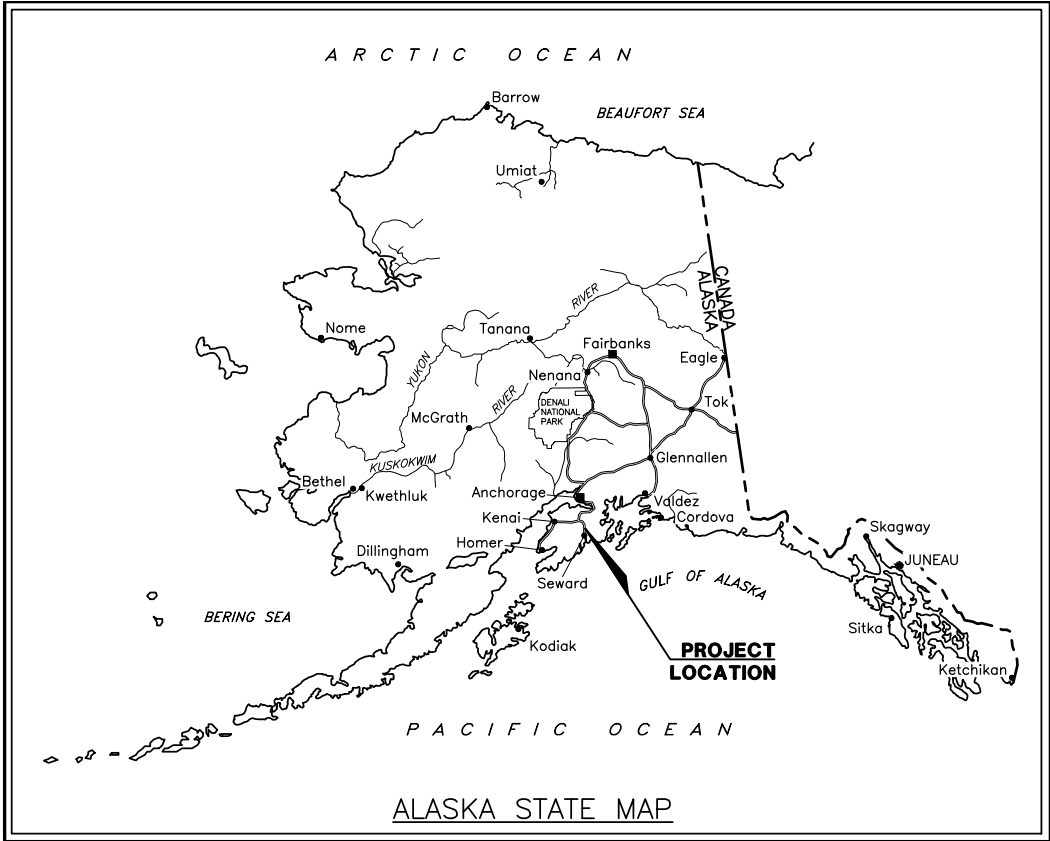 ARCTIC OCEAN
Barrow
BEAUFORT SEA
Umiat
CANADA
ALASKA
RIVER
Nome
Tanana
Fairbanks
Eagle
YUKON
Nenana
RIVER
DENALI
NATIONAL
PARK
Tok
McGrath
KUSKOKWIM
Glennallen
Bethel
Kwethluk
Anchorage
Valdez
Kenai
Cordova
Skagway
Homer
Dillingham
JUNEAU
Seward
GULF OF ALASKA
BERING SEA
Sitka
Kodiak
PROJECT
LOCATION
Ketchikan
PACIFIC OCEAN
ALASKA STATE MAP